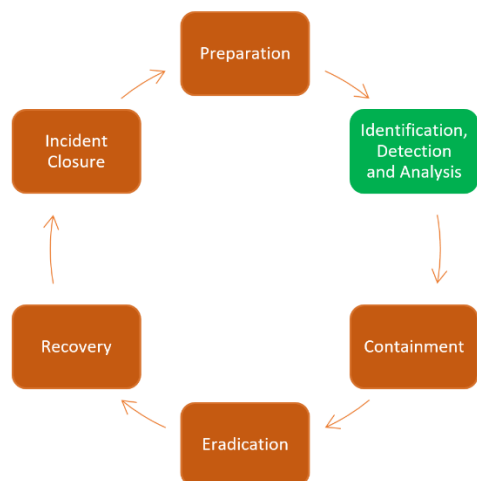 Preparation
Identification,
Detection
and Analysis
Containment
Eradication
Recovery
Incident
Closure